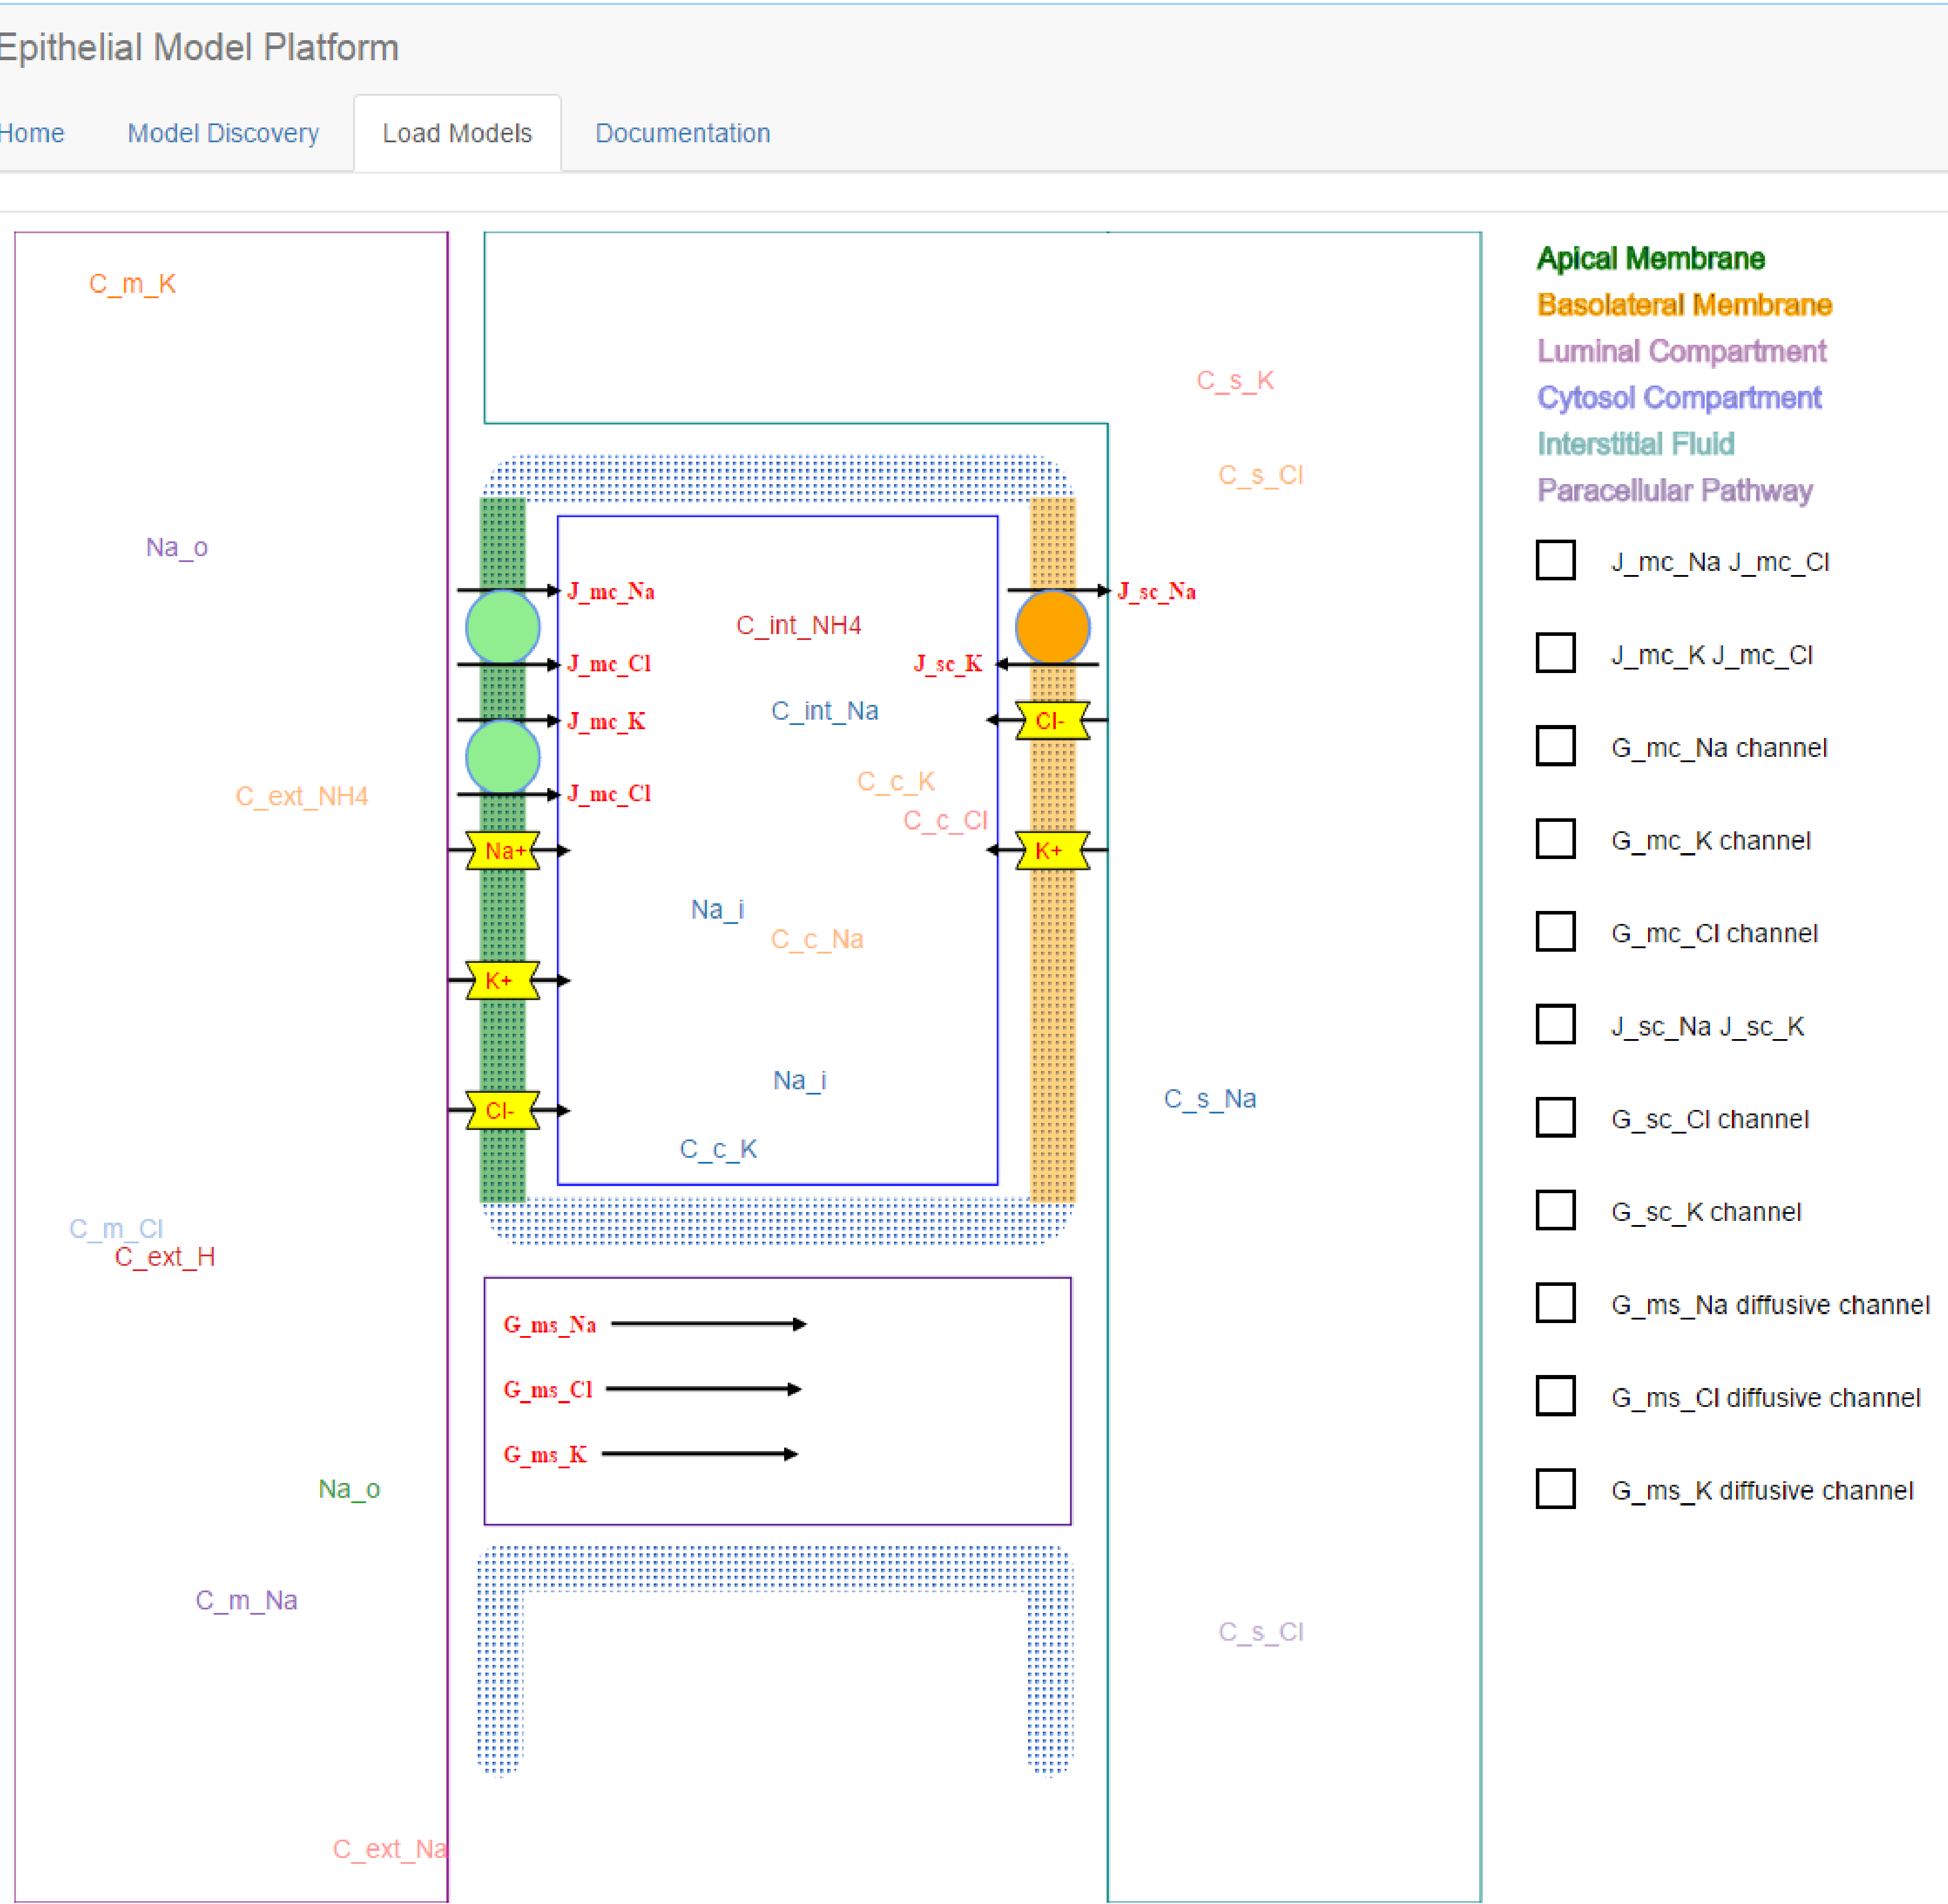 Epithelial Model Platform
Home Model Discovery Load Models Documentation
C_m_K
Na_o
C_ext_NH4
C_m_Cl
C_ext_H
Na_o
C_m_Na
C_ext_Na
J_mc_Na
J_mc_Cl
J_mc_K
J_mc_Cl
Na+
K+
Cl-
C_int_NH4
C_int_Na
C_c_K
C_c_Cl
Na_i
C_c_Na
Na_i
C_c_K
J_sc_Na
J_sc_K
Cl-
K+
G_ms_Na
G_ms_Cl
G_ms_K
C_s_K
C_s_Cl
C_s_Na
C_s_Cl
Apical Membrane
Basolateral Membrane
Luminal Compartment
Cytosol Compartment
Interstitial Fluid
Paracellular Pathway
J_mc_Na J_mc_Cl
J_mc_K J_mc_Cl
G_mc_Na channel
G_mc_K channel
G_mc_Cl channel
J_sc_Na J_sc_K
G_sc_Cl channel
G_sc_K channel
G_ms_Na diffusive channel
G_ms_Cl diffusive channel
G_ms_K diffusive channel